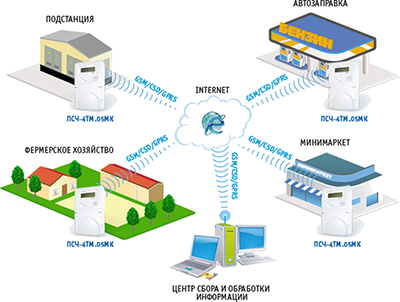 ПОДСТАНЦИЯ
АВТОЗАПРАВКА
БЕНЗИН
GSM/CSD/GPRS
GSM/CSD/GPRS
INTERNET
ПСЧ-4ТМ.05МК
ПСЧ-4ТМ.05МК
ФЕРМЕРСКОЕ ХОЗЯЙСТВО
МИНИМАРКЕТ
GSM/CSD/GPRS
GSM/CSD/GPRS
GSM/CSD/GPRS
ПСЧ-4ТМ.05МК
ПСЧ-4ТМ.05МК
ЦЕНТР СБОРА И ОБРАБОТКИ
ИНФОРМАЦИИ